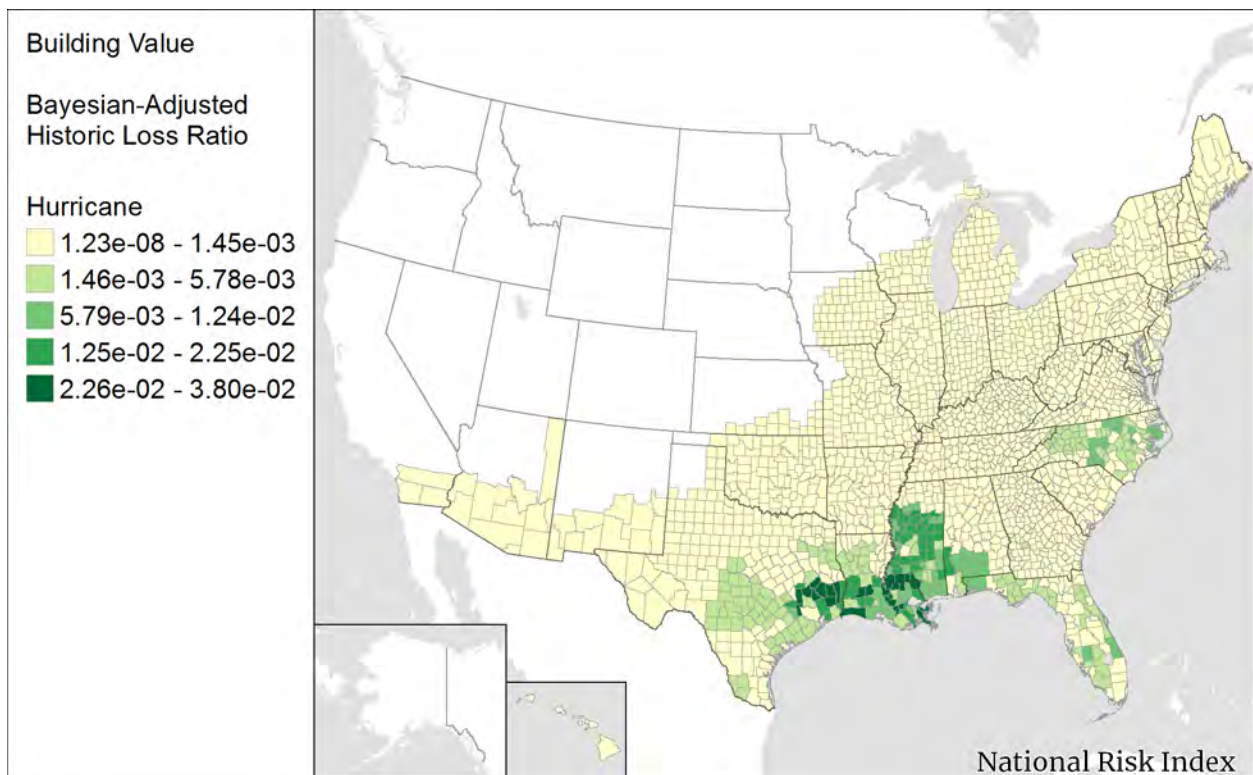 Building Value
Bayesian-Adjusted
Historic Loss Ratio
Hurricane
1.23e-08 - 1.45e-03
1.46e-03 - 5.78e-03
5.79e-03 - 1.24e-02
1.25e-02 - 2.25e-02
2.26e-02 - 3.80e-02
National Risk Index